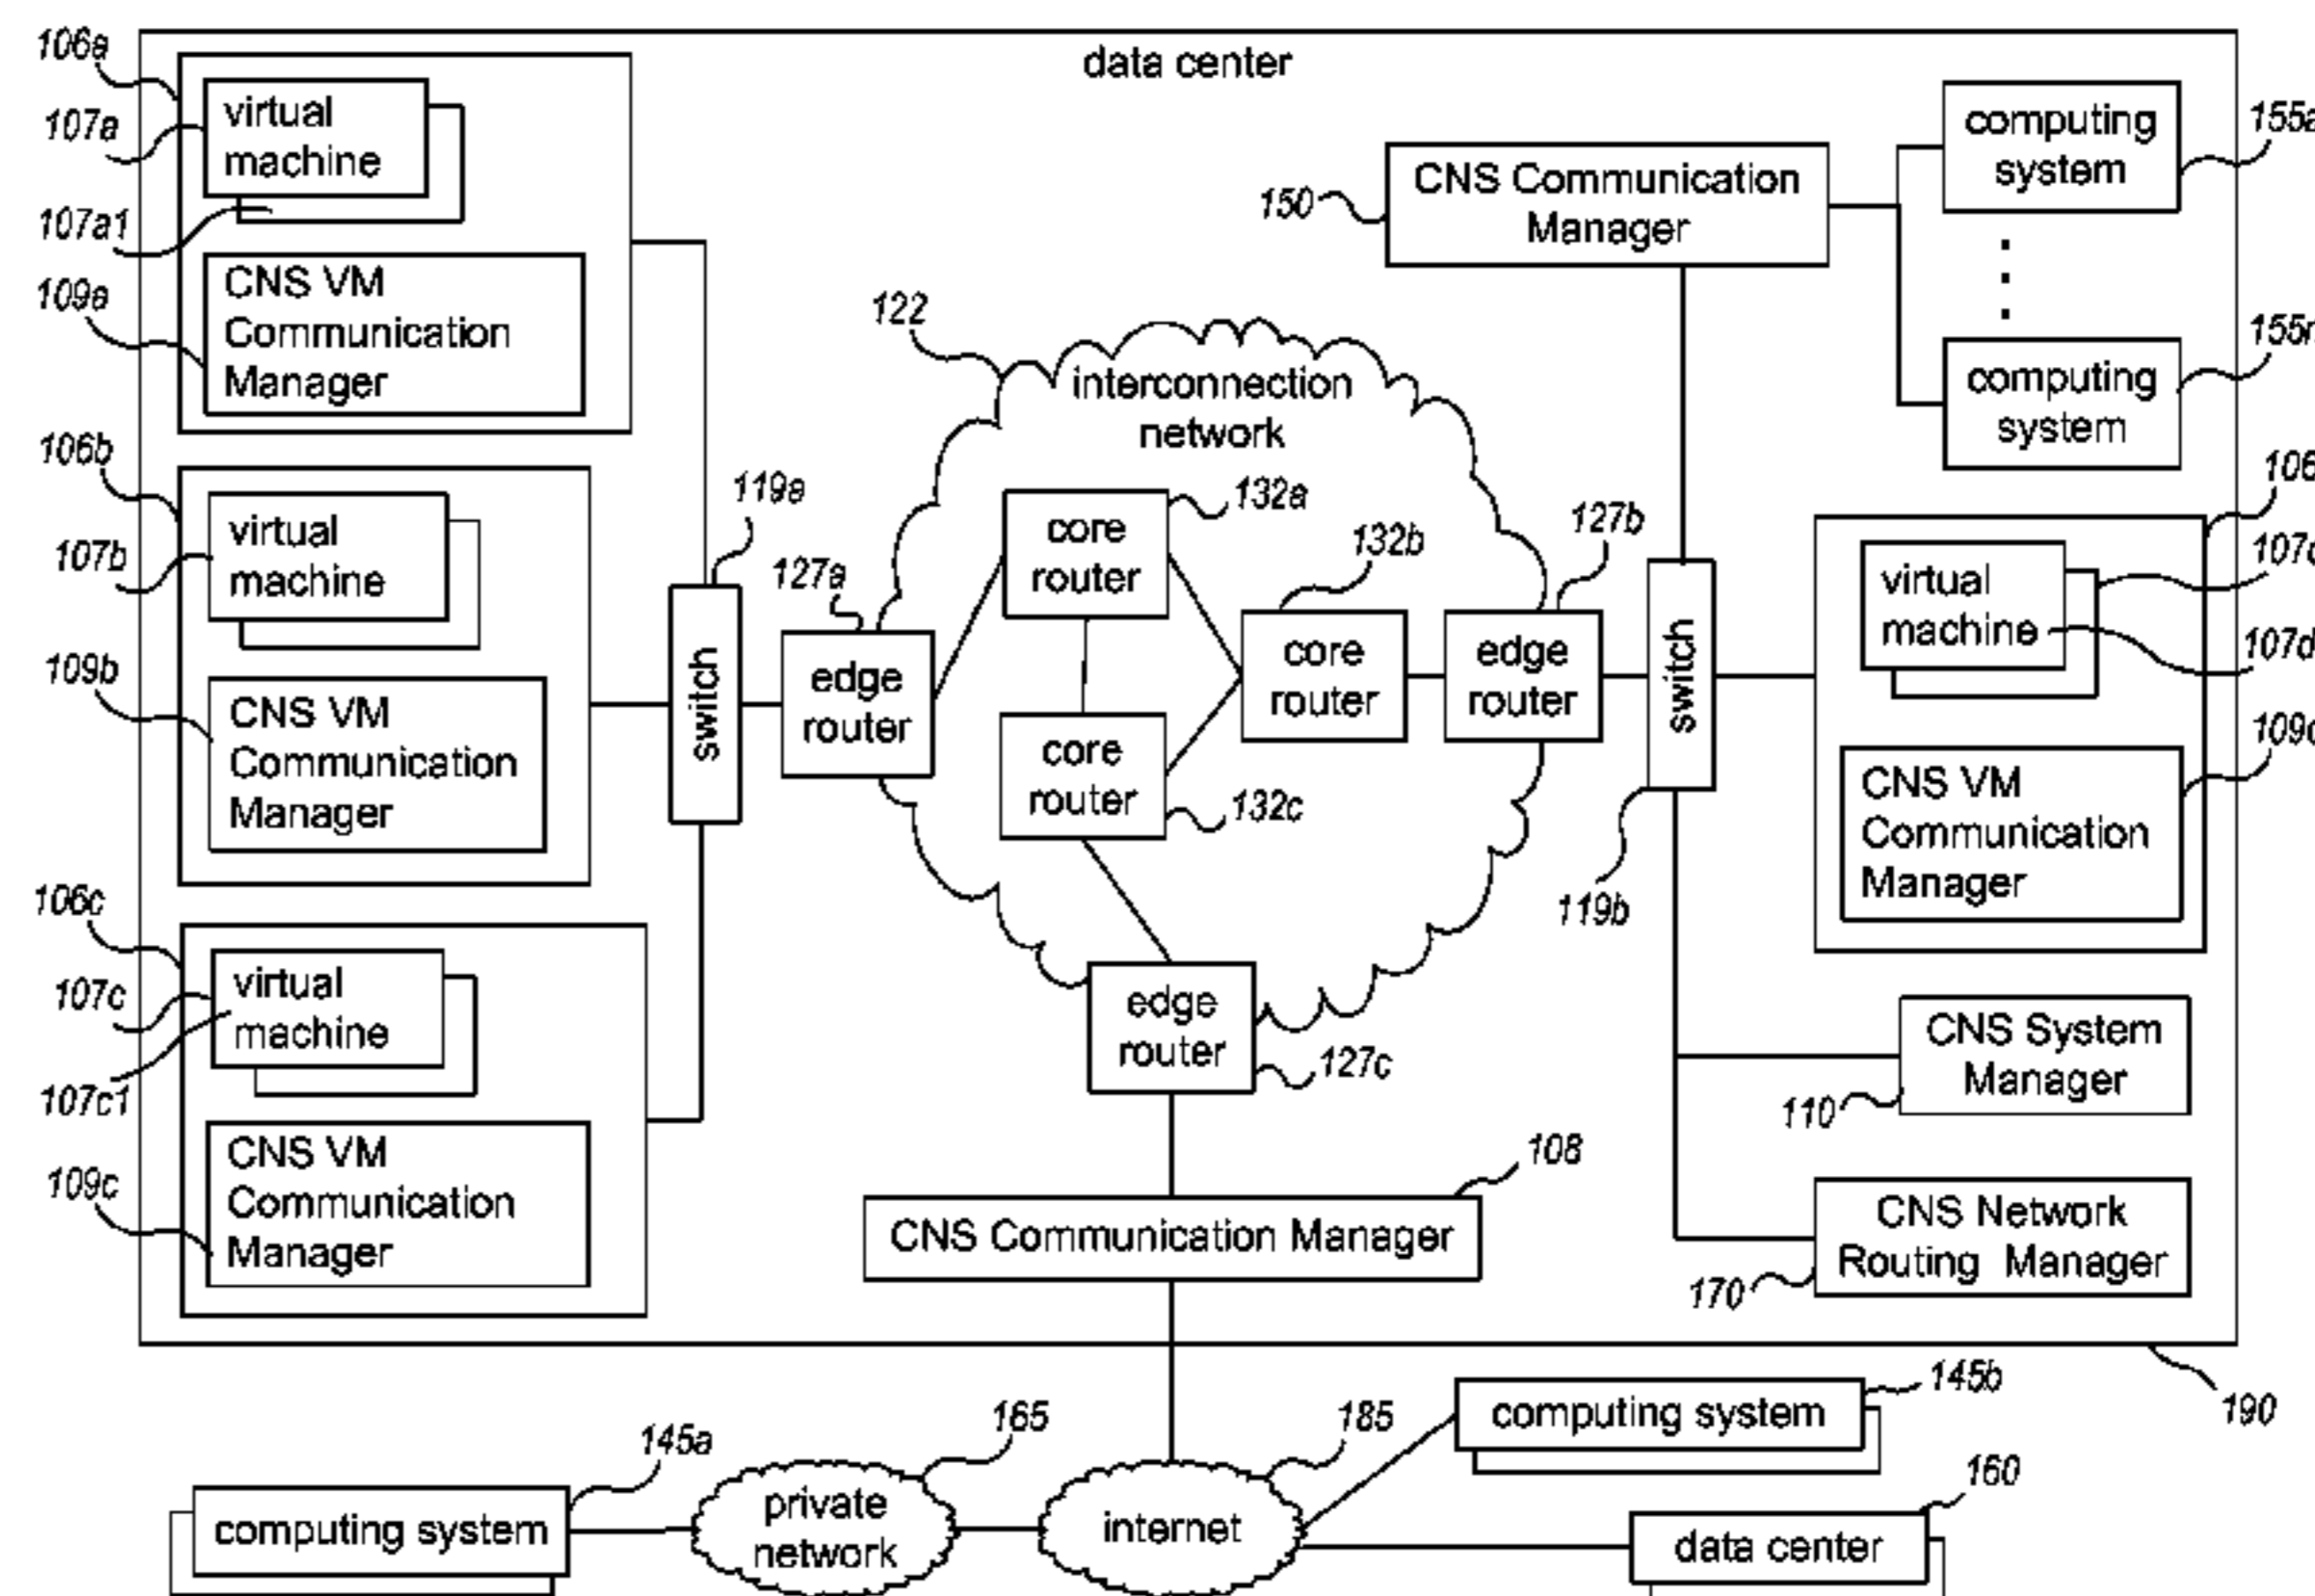 data center
106a
virtual
machine
107a
107a1
CNS VM
Communication
Manager
109a
106b
virtual
machine
107b
CNS VM
Communication
Manager
109b
106c
virtual
machine
107c
107c1
CNS VM
Communication
Manager
109c
119a
switch
122
interconnection
network
127a
edge
router
core
router
132a
core
router
132b
core
router
132c
edge
router
127b
edge
router
127c
switch
119b
CNS Communication
Manager
150
computing
system
155a
computing
system
virtual
machine
CNS VM
Communication
Manager
CNS System
Manager
110
CNS Network
Routing Manager
170
108
CNS Communication Manager
190
computing system
145a
private
network
165
internet
185
computing system
145b
data center
160